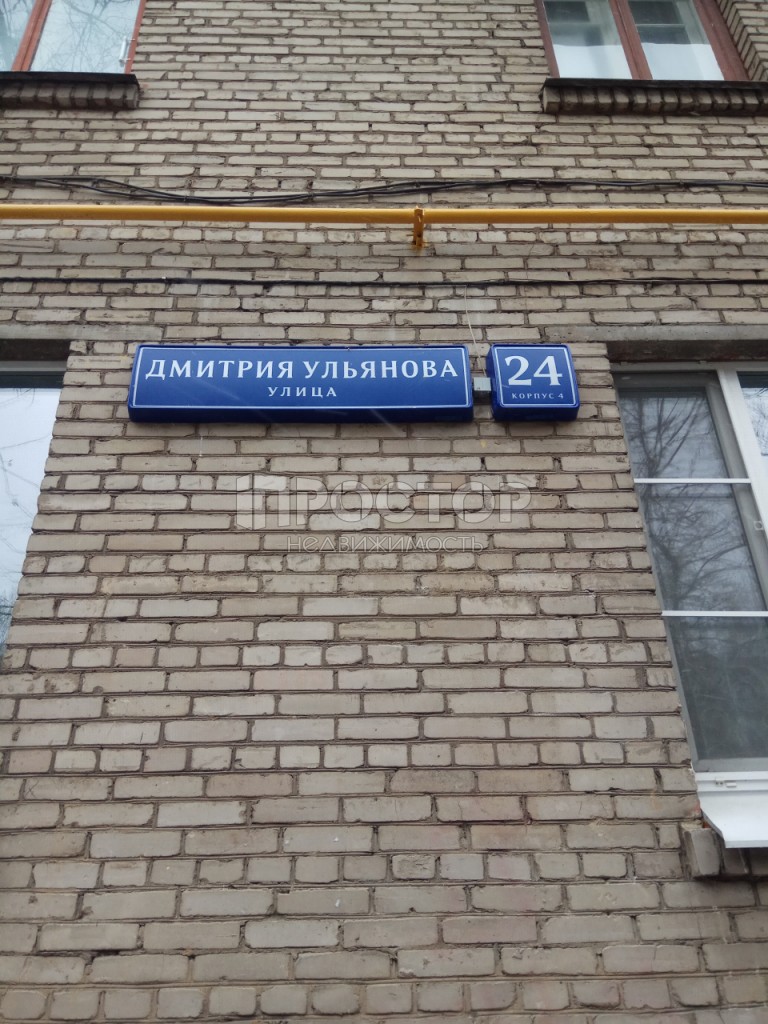 ДМИТРИЯ УЛЬЯНОВА
УЛИЦА
24
КОРПУС 4
ПРОСТОР
НЕДВИЖИМОСТЬ